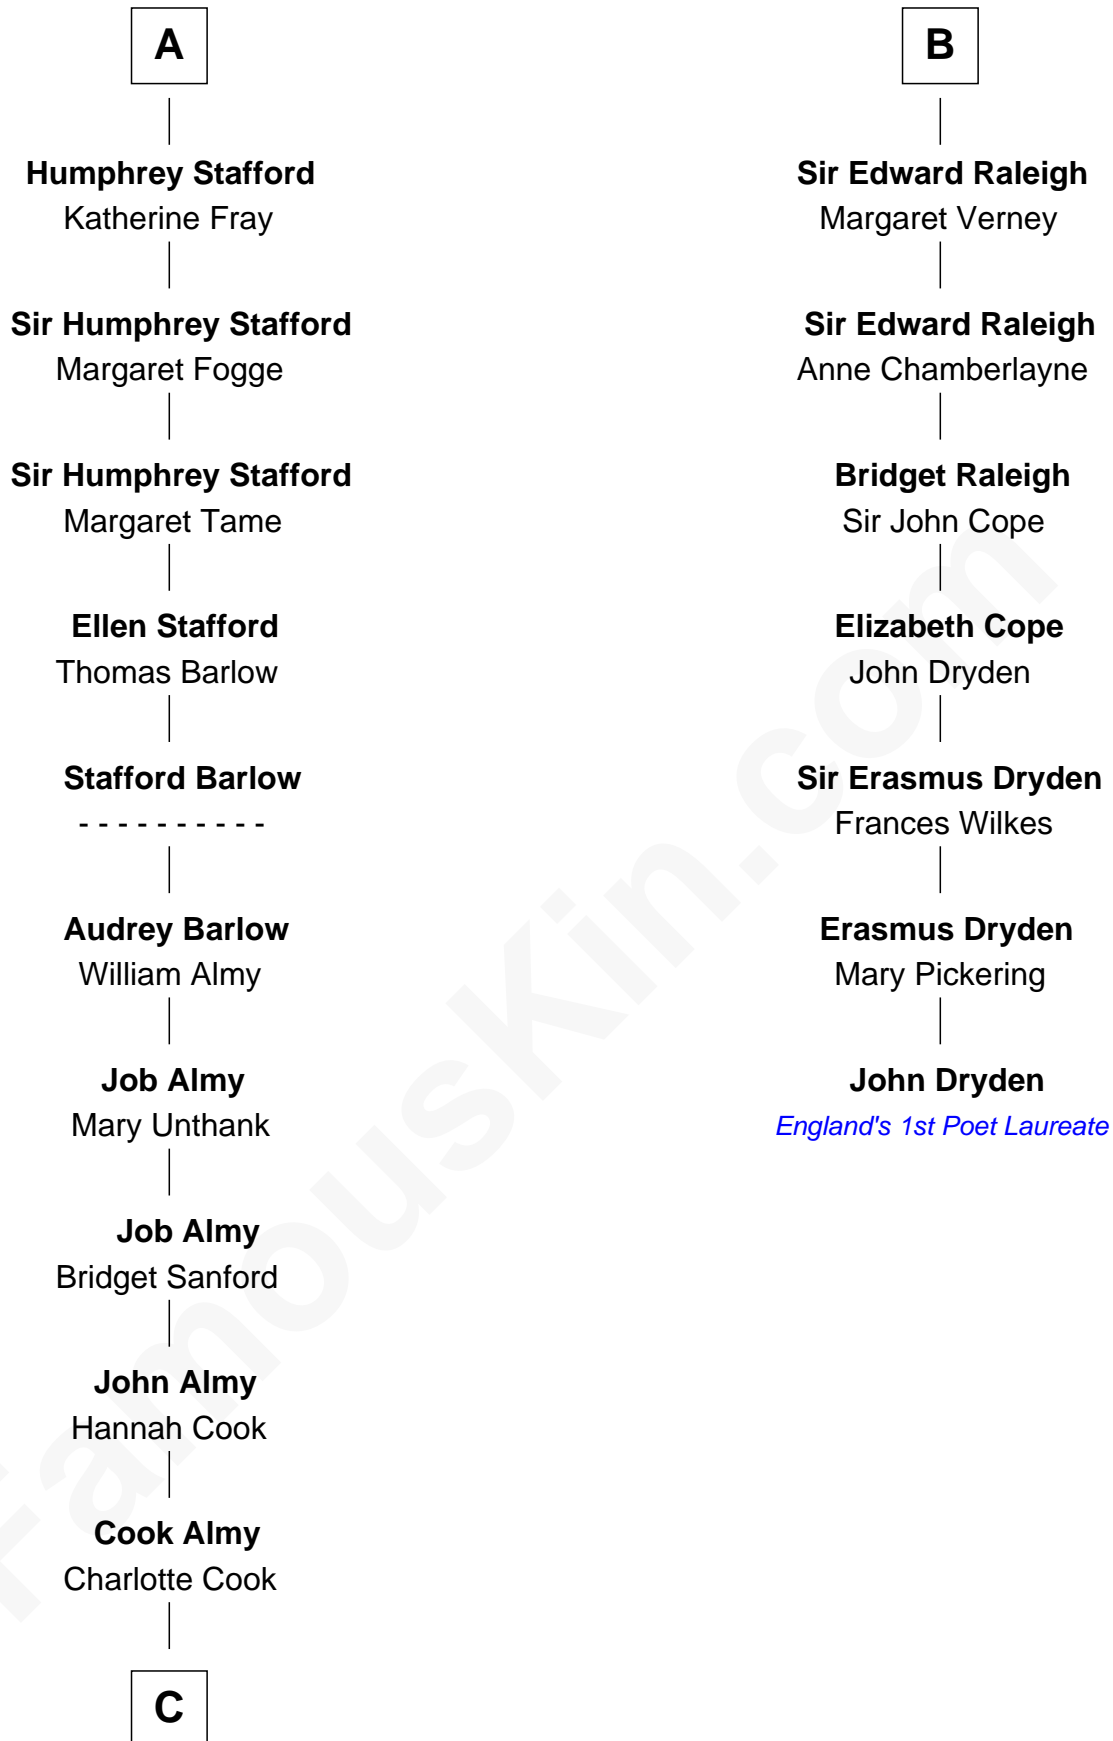 A
Humphrey Stafford
Katherine Fray
Sir Humphrey Stafford
Margaret Fogge
Sir Humphrey Stafford
Margaret Tame
Ellen Stafford
Thomas Barlow
Stafford Barlow
- - - - - - - - - -
Audrey Barlow
William Almy
Job Almy
Mary Unthank
Job Almy
Bridget Sanford
John Almy
Hannah Cook
Cook Almy
Charlotte Cook
C
B
Sir Edward Raleigh
Margaret Verney
Sir Edward Raleigh
Anne Chamberlayne
Bridget Raleigh
Sir John Cope
Elizabeth Cope
John Dryden
Sir Erasmus Dryden
Frances Wilkes
Erasmus Dryden
Mary Pickering
John Dryden
England's 1st Poet Laureate
FamousKin.com